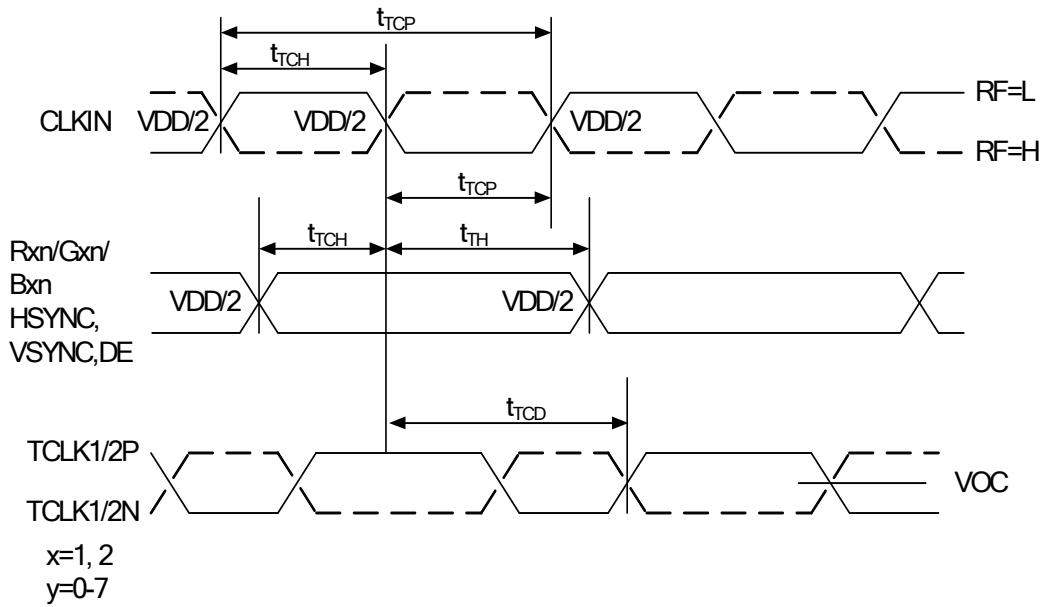 tTCP
tTCH
CLKIN
VDD/2
VDD/2
VDD/2
RF=L
RF=H
tTCP
tTCH
tTH
Rxn/Gxn/
Bxn
HSYNC,
VSYNC,DE
VDD/2
VDD/2
tTCD
TCLK1/2P
TCLK1/2N
VOC
x=1, 2
y=0-7